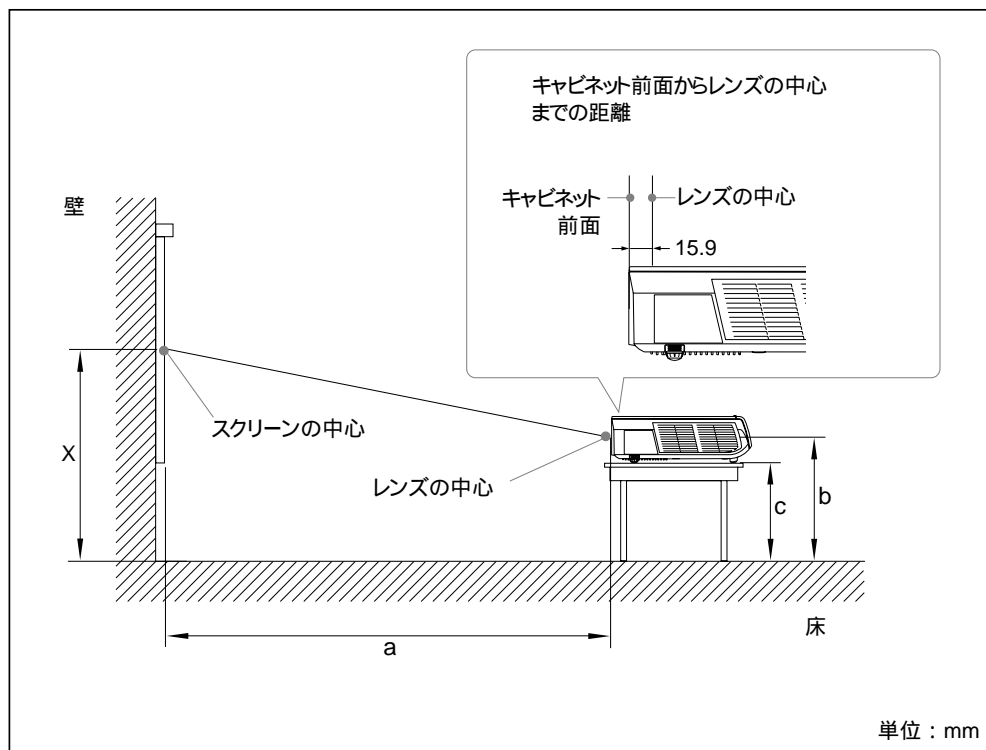 キャビネット前面からレンズの中心
までの距離
キャビネット
前面
レンズの中心
15.9
壁
X
スクリーンの中心
レンズの中心
c
b
a
床
単位：mm